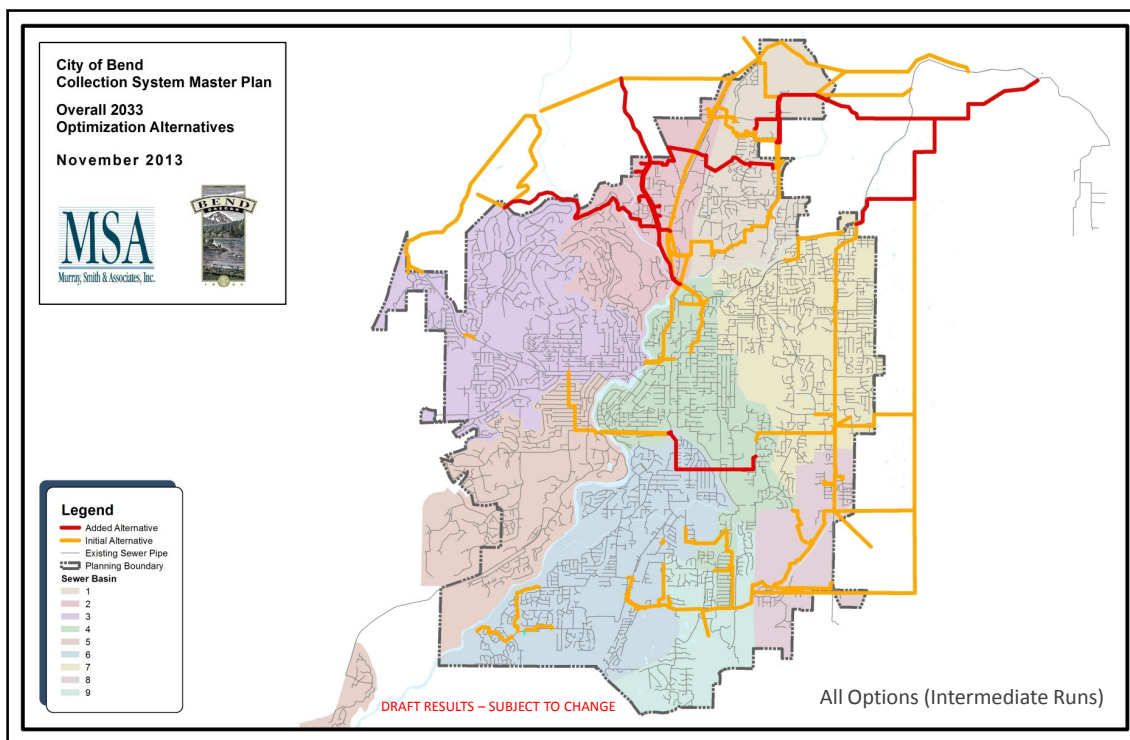 City of Bend
Collection System Master Plan
Overall 2033
Optimization Alternatives
November 2013
MSA
Murray, Smith & Associates, Inc.
BEND
Legend
Added Alternative
Initial Alternative
Existing Sewer Pipe
Planning Boundary
Sewer Basin
1
2
3
4
5
6
7
8
9
DRAFT RESULTS – SUBJECT TO CHANGE
All Options (Intermediate Runs)